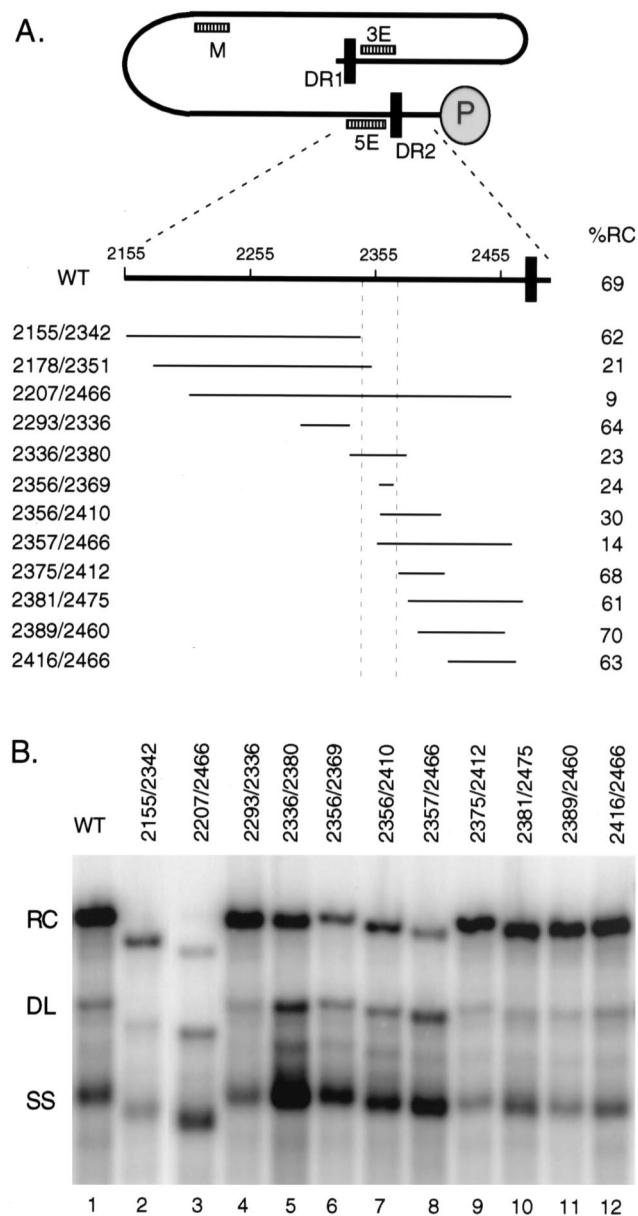 A.
M
3E
DR1
P
5E
DR2
%RC
2155 2255 2355 2455
WT 69
2155/2342 62
2178/2351 21
2207/2466 9
2293/2336 64
2336/2380 23
2356/2369 24
2356/2410 30
2357/2466 14
2375/2412 68
2381/2475 61
2389/2460 70
2416/2466 63
B.
WT 2155/2342 2207/2466 2293/2336 2336/2380 2356/2369 2356/2410 2357/2466 2375/2412 2381/2475 2389/2460 2416/2466
RC
DL
SS
1 2 3 4 5 6 7 8 9 10 11 12